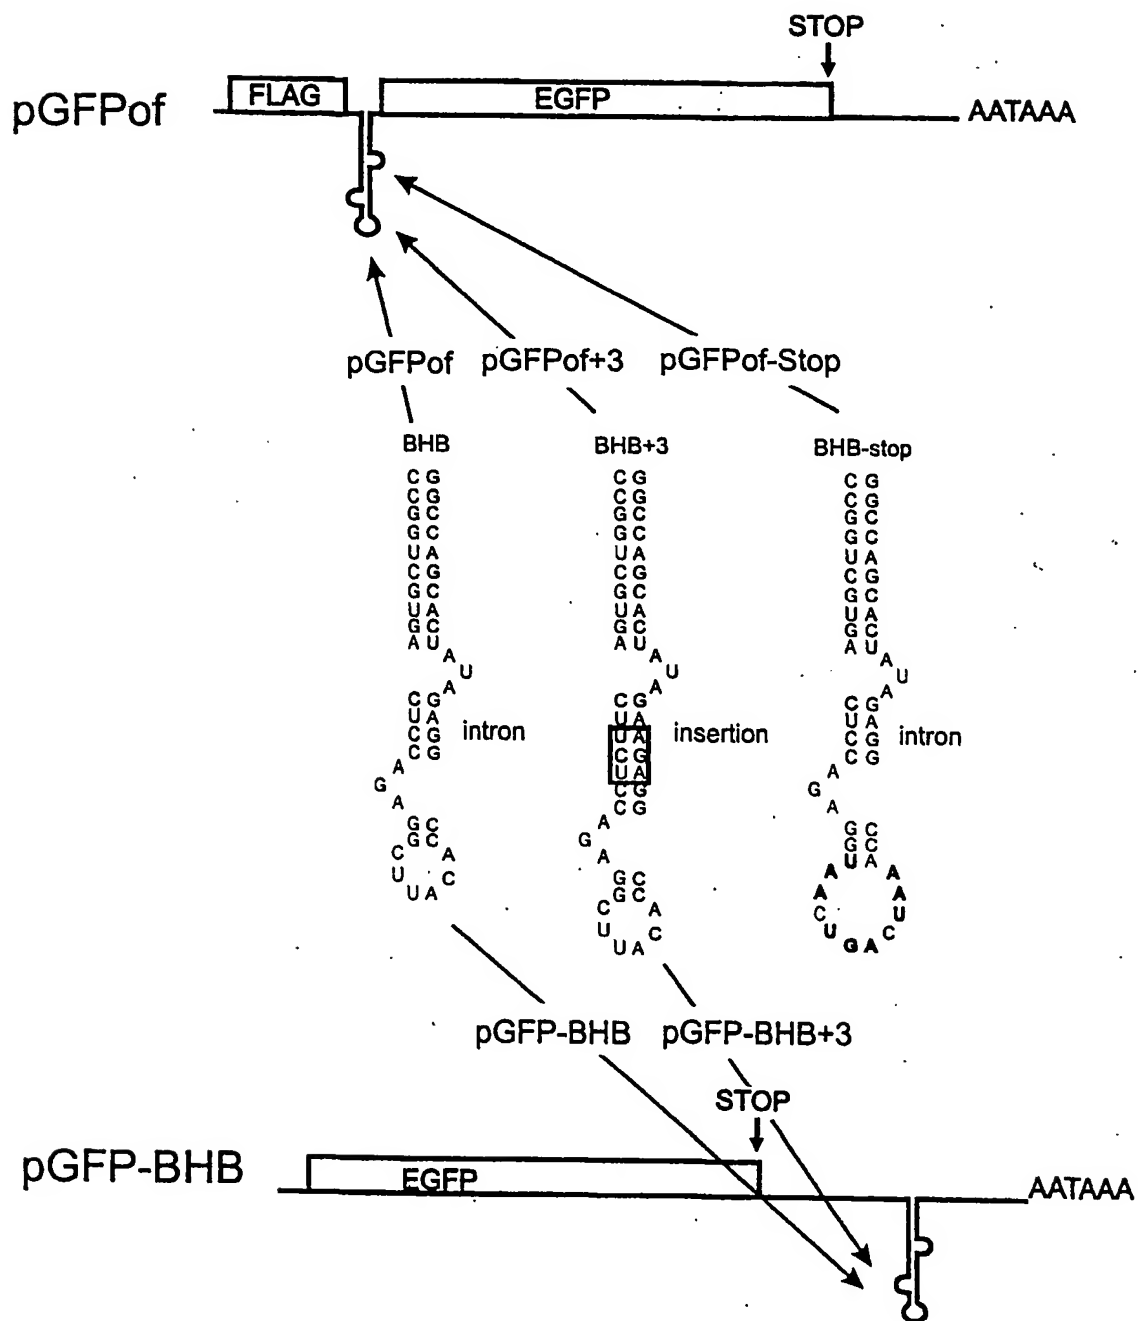 STOP
pGFPof
FLAG
EGFP
AATAAA
pGFPof pGFPof+3 pGFPof-Stop
BHB BHB+3 BHB-stop
C G C G C G
C G C G C G
G C G C G C
G C G C G C
U A U A U A
C G C G C G
G C G C G C
U A U A U A
G C G C G C
A U A U A U
A A A
U U U
A A A
C G C G C G
U A U A U A
C G intron U A insertion C G intron
C G C G C G
U A
C G
C G
A A A
G G G
A A A
G C G C G C
G C G C G C
U A
C A C A A A
U C U C A A
U A U A C U
U C
G A
pGFP-BHB pGFP-BHB+3
STOP
pGFP-BHB
EGFP
AATAAA